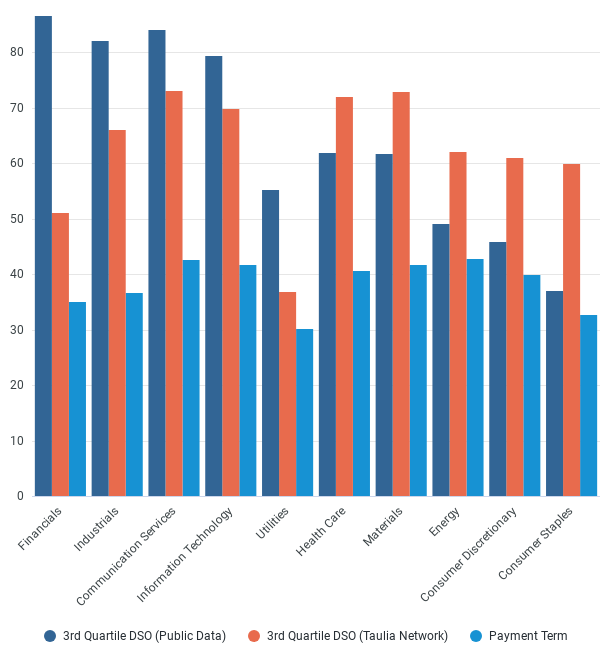 80
70
60
50
40
30
20
10
0
Financials
Industrials
Communication Services
Information Technology
Utilities
Health Care
Materials
Energy
Consumer Discretionary
Consumer Staples
3rd Quartile DSO (Public Data) 3rd Quartile DSO (Taulia Network) Payment Term